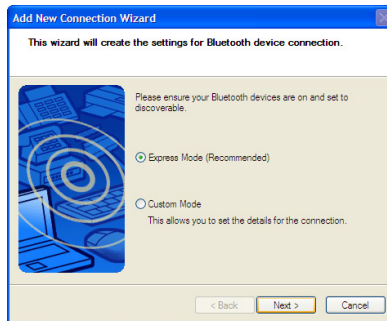 Add New Connection Wizard
This wizard will create the settings for Bluetooth device connection.
Please ensure your Bluetooth devices are on and set to
discoverable.
Express Mode (Recommended)
Custom Mode
This allows you to set the details for the connection.
< Back
Next >
Cancel